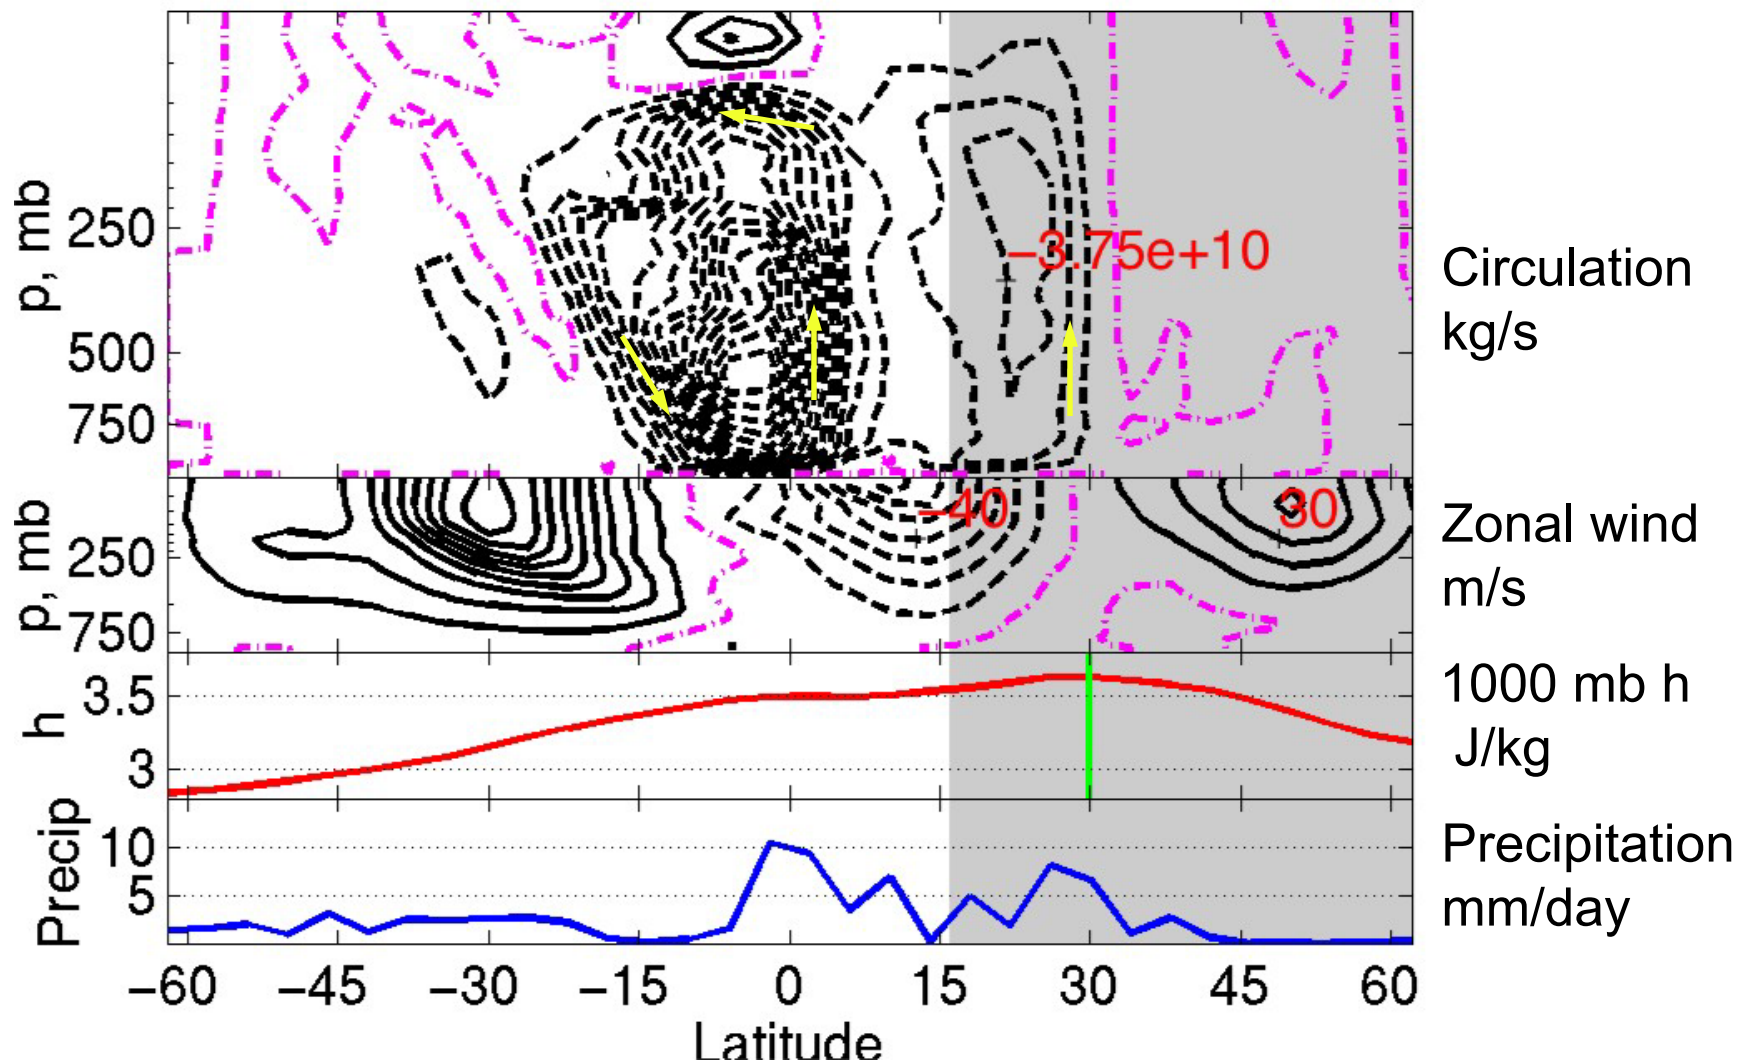 p, mb
250
500
750
−3.75e+10
Circulation
kg/s
p, mb
250
750
−40
30
Zonal wind
m/s
h
3.5
3
1000 mb h
J/kg
Precip
10
5
Precipitation
mm/day
−60 −45 −30 −15 0 15 30 45 60
Latitude